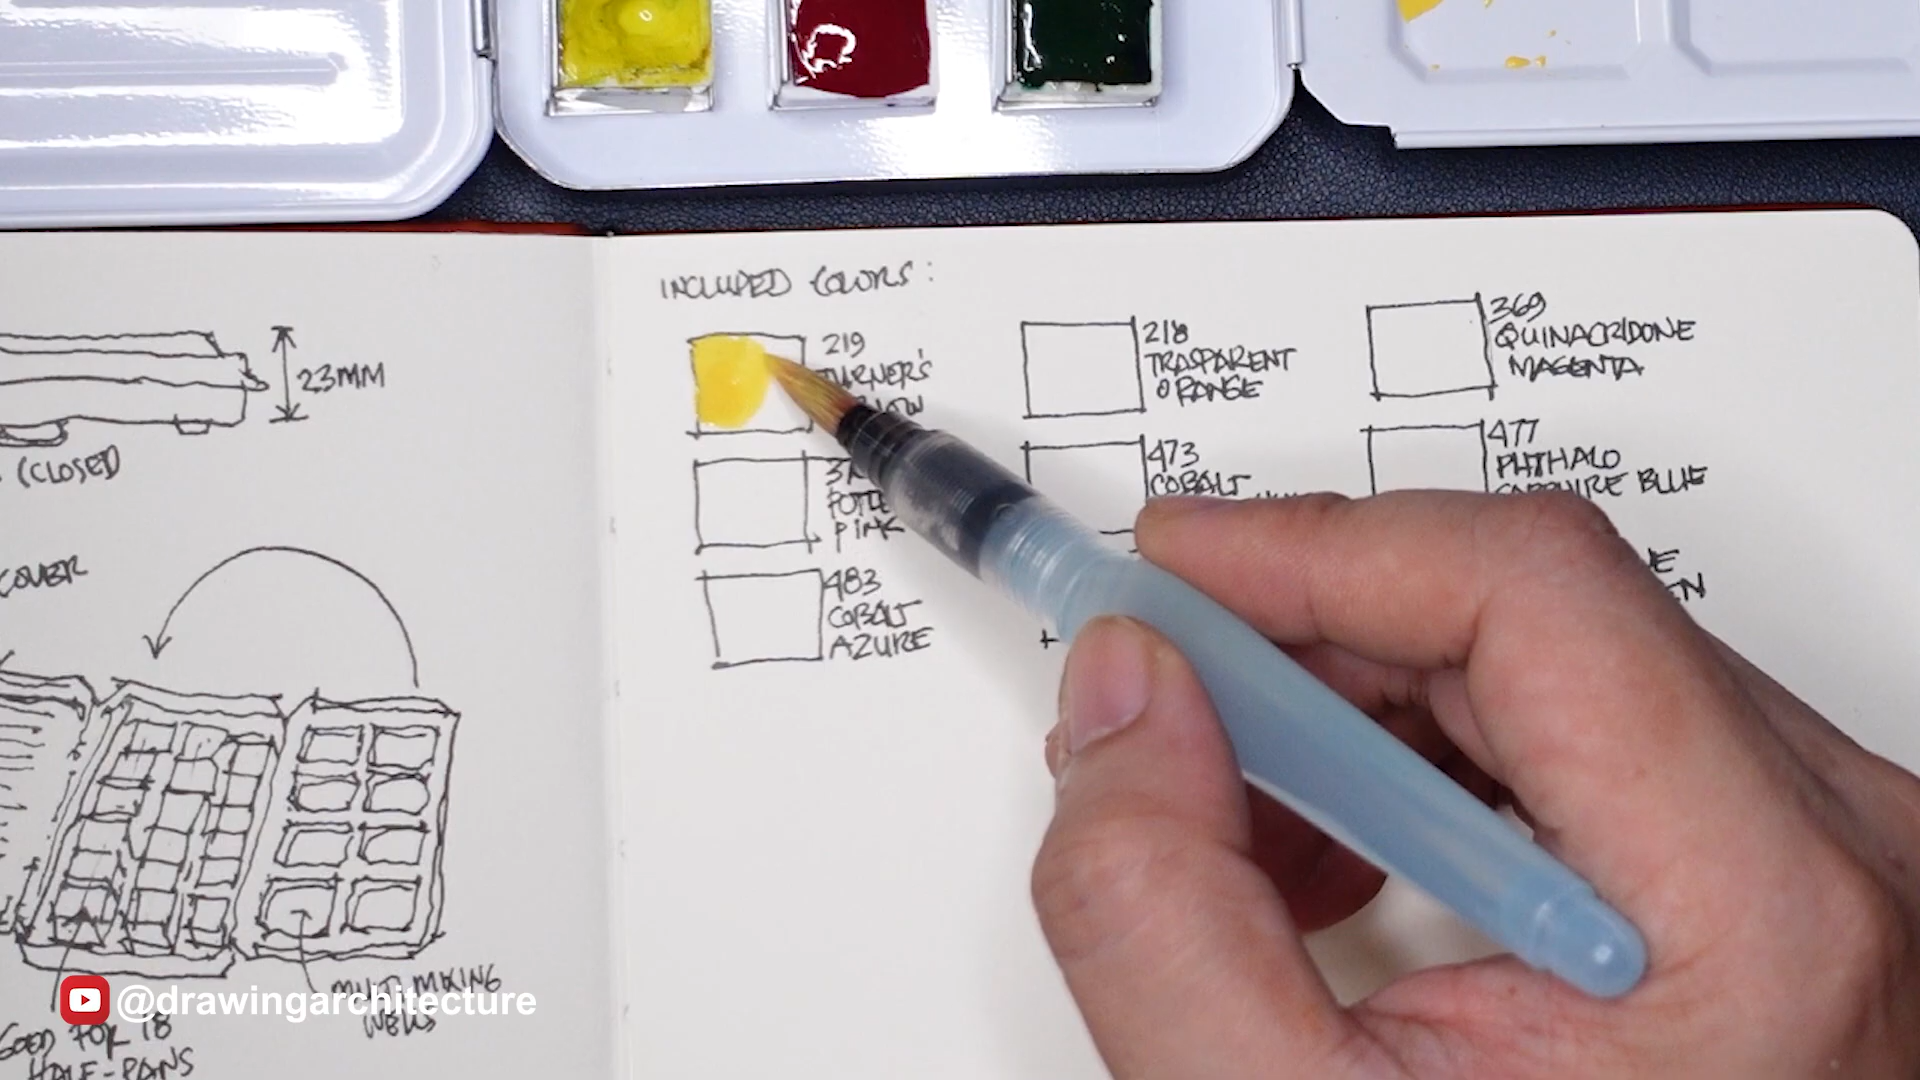 INCLUDED COLORS:
219
TURNER'S
218
TRASPARENT
ORANGE
369
QUINACRIDONE
MAGENTA
PINK
473
COBALT
477
PHTHALO
SAPPHIRE BLUE
483
COBALT
AZURE
23MM
(CLOSED
COVER
MULTI MIXING
WELLS
GOOD FOR 18
HALF-PANS
@drawingarchitecture